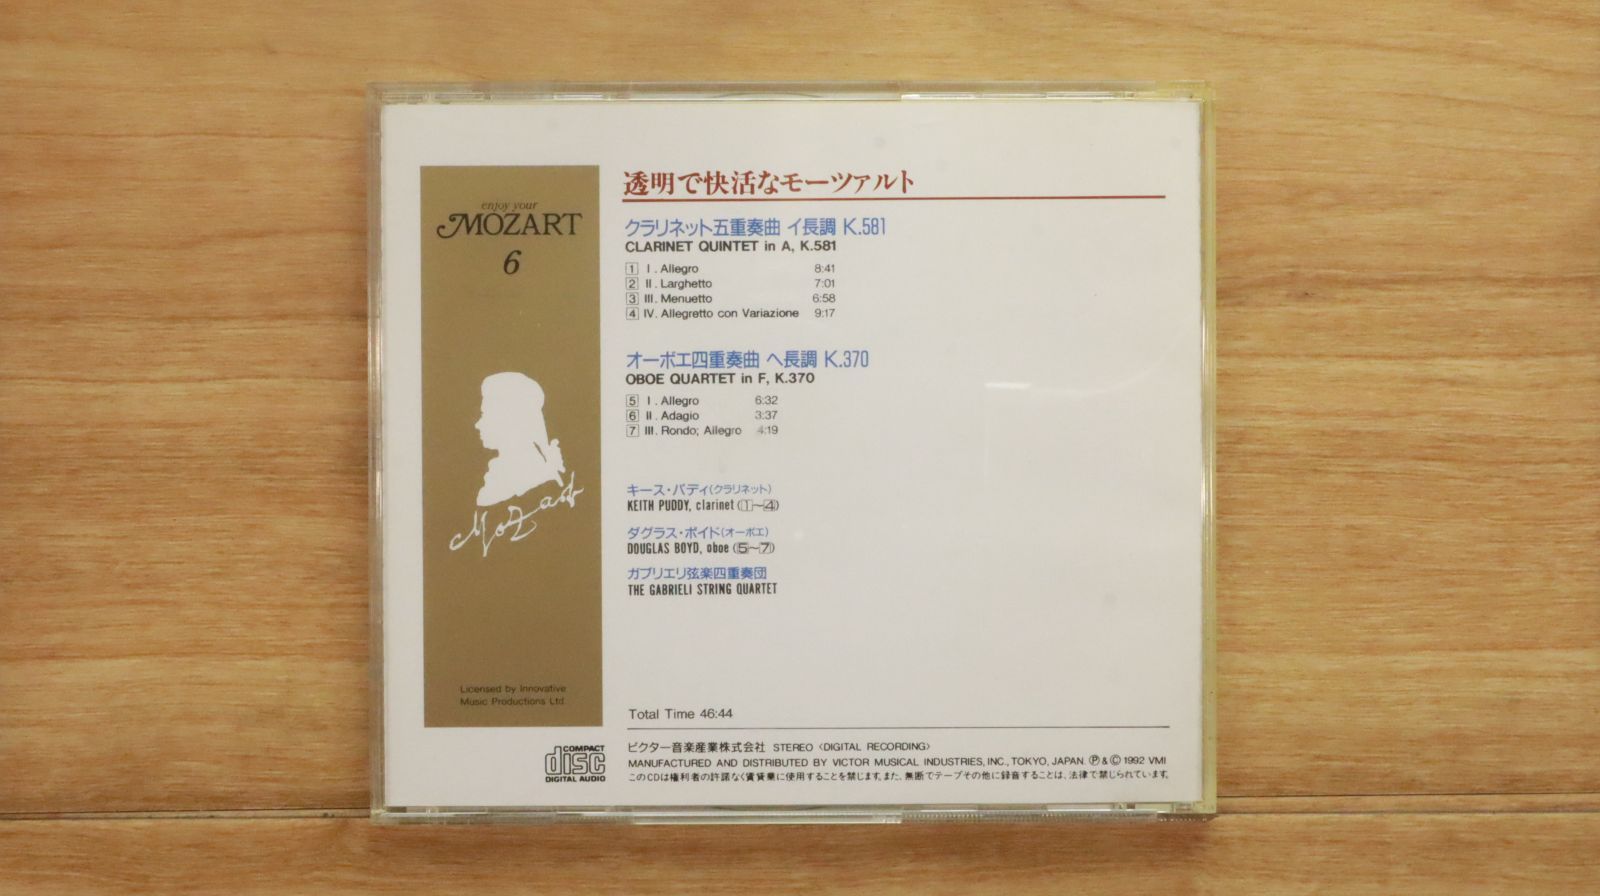 enjoy your
MOZART
6
Mozart
Licensed by Innovative
Music Productions Ltd.
COMPACT
disc
DIGITAL AUDIO
透明で快活なモーツァルト
クラリネット五重奏曲 イ長調 K.581
CLARINET QUINTET in A, K.581
1 I. Allegro 8:41
2 II. Larghetto 7:01
3 III. Menuetto 6:58
4 IV. Allegretto con Variazione 9:17
オーボエ四重奏曲 ヘ長調 K.370
OBOE QUARTET in F, K.370
5 I. Allegro 6:32
6 II. Adagio 3:37
7 III. Rondo; Allegro 4:19
キース・パディ(クラリネット)
KEITH PUDDY, clarinet (1~4)
ダグラス・ボイド(オーボエ)
DOUGLAS BOYD, oboe (5~7)
ガブリエリ弦楽四重奏団
THE GABRIELI STRING QUARTET
Total Time 46:44
ビクター音楽産業株式会社 STEREO 〈DIGITAL RECORDING〉
MANUFACTURED AND DISTRIBUTED BY VICTOR MUSICAL INDUSTRIES, INC., TOKYO, JAPAN. Ⓟ & Ⓒ 1992 VMI
このCDは権利者の許諾なく賃貸業に使用することを禁じます。また、無断でテープその他に録音することは、法律で禁じられています。